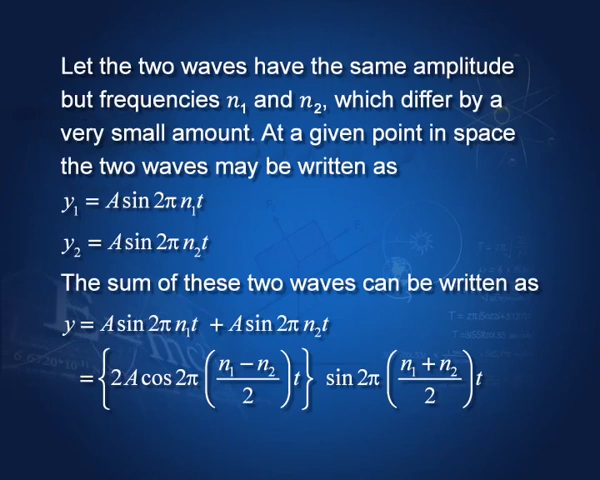 Let the two waves have the same amplitude
but frequencies n₁ and n₂, which differ by a
very small amount. At a given point in space
the two waves may be written as
y₁ = A sin 2π n₁t
y₂ = A sin 2π n₂t
The sum of these two waves can be written as
y = A sin 2π n₁t + A sin 2π n₂t
= {2A cos 2π ((n₁ − n₂)/2) t} sin 2π ((n₁ + n₂)/2) t